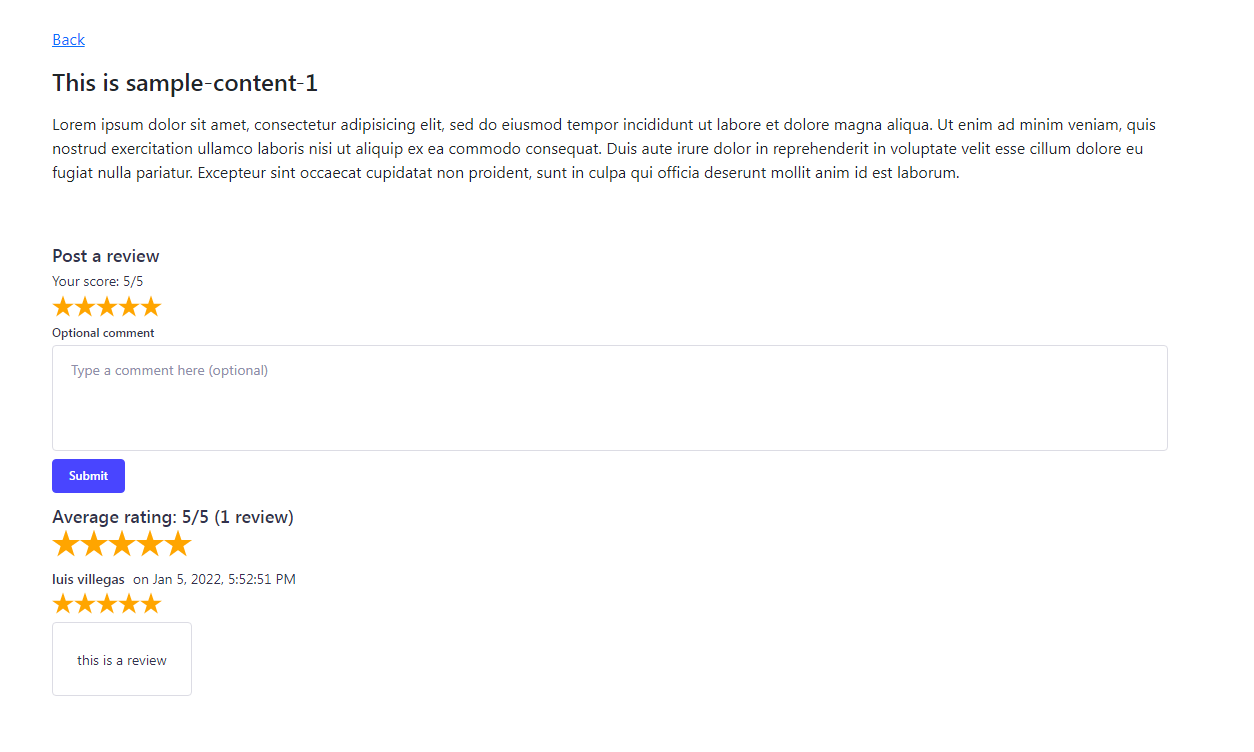 Back
This is sample-content-1
Lorem ipsum dolor sit amet, consectetur adipisicing elit, sed do eiusmod tempor incididunt ut labore et dolore magna aliqua. Ut enim ad minim veniam, quis
nostrud exercitation ullamco laboris nisi ut aliquip ex ea commodo consequat. Duis aute irure dolor in reprehenderit in voluptate velit esse cillum dolore eu
fugiat nulla pariatur. Excepteur sint occaecat cupidatat non proident, sunt in culpa qui officia deserunt mollit anim id est laborum.
Post a review
Your score: 5/5
Optional comment
Type a comment here (optional)
Submit
Average rating: 5/5 (1 review)
luis villegas on Jan 5, 2022, 5:52:51 PM
this is a review